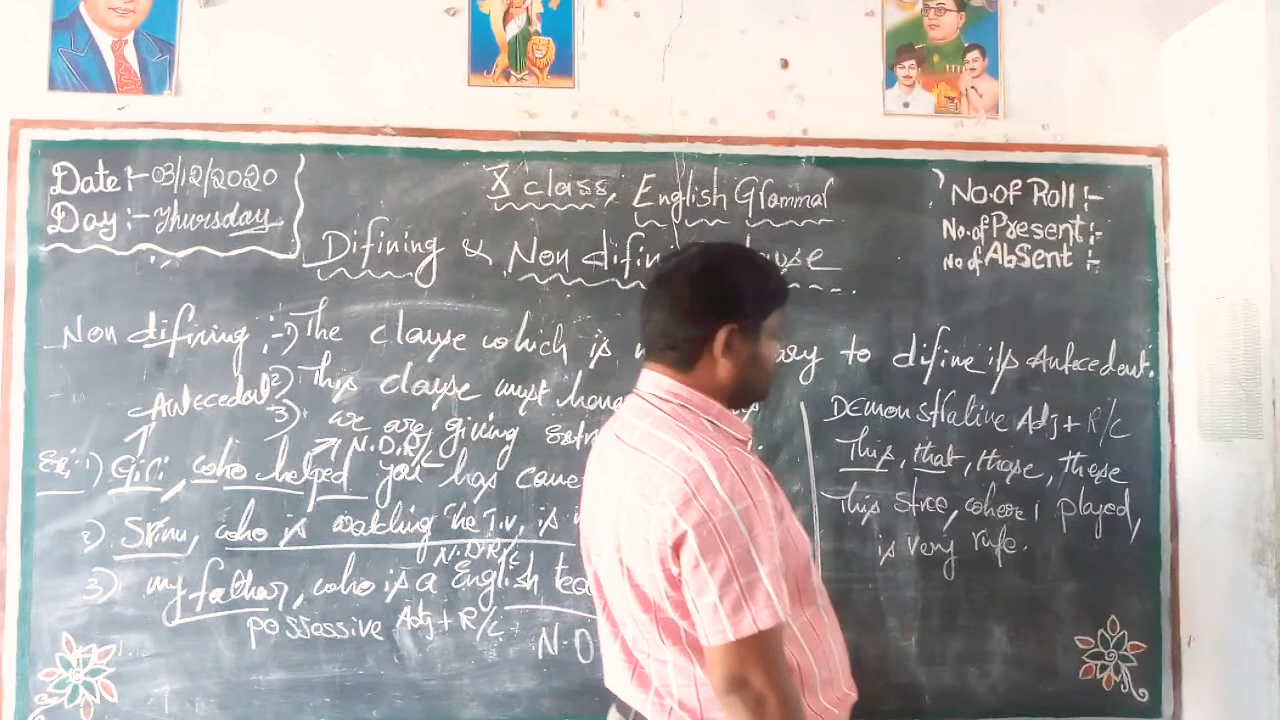 Date:- 03/12/2020
Day:- Thursday
X class, English Grammar
Difining & Non difin
No.of Roll :-
No.of Present :-
No of Absent :-
Non difining :- 1) The clause which is to difine its Antecedent.
2) This clause must have
Antecedent
3) we are giving
N.D.R/C
Ex:- 1) Giri, who helped you has come
2) Srinu, who is watching the T.V, is
N.D.R/C
3) my father, who is a English tea
possessive Adj + R/C
N.D
Demonstrative Adj + R/C
This, that, those, these
This stree, where I played,
is very rufe.